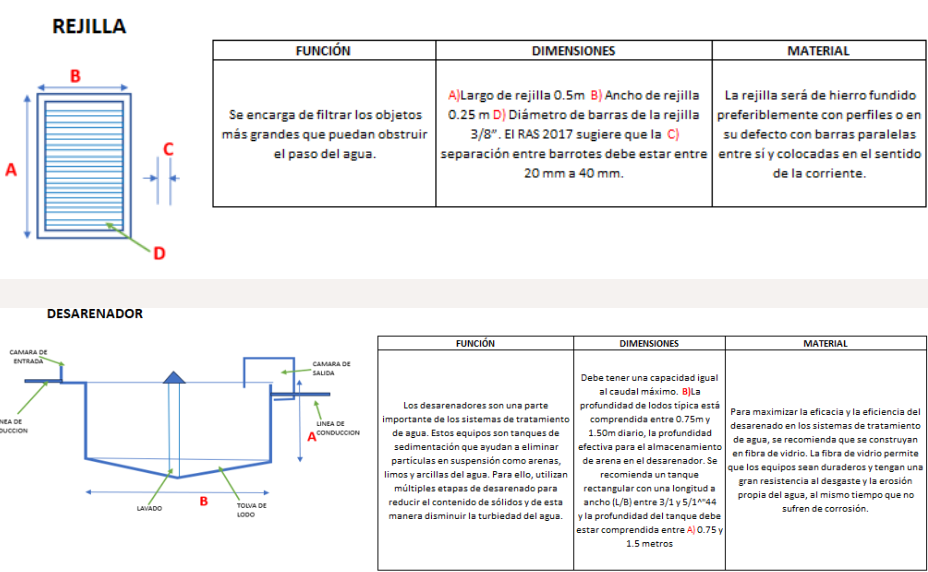 REJILLA
B
A
C
D
FUNCIÓN
DIMENSIONES
MATERIAL
Se encarga de filtrar los objetos
más grandes que puedan obstruir
el paso del agua.
A)Largo de rejilla 0.5m B) Ancho de rejilla
0.25 m D) Diámetro de barras de la rejilla
3/8”. El RAS 2017 sugiere que la C)
separación entre barrotes debe estar entre
20 mm a 40 mm.
La rejilla será de hierro fundido
preferiblemente con perfiles o en
su defecto con barras paralelas
entre sí y colocadas en el sentido
de la corriente.
DESARENADOR
CAMARA DE
ENTRADA
NEA DE
DUCCION
CAMARA DE
SALIDA
LINEA DE
CONDUCCION
A
B
LAVADO
TOLVA DE
LODO
FUNCIÓN
DIMENSIONES
MATERIAL
Los desarenadores son una parte
importante de los sistemas de tratamiento
de agua. Estos equipos son tanques de
sedimentación que ayudan a eliminar
partículas en suspensión como arenas,
limos y arcillas del agua. Para ello, utilizan
múltiples etapas de desarenado para
reducir el contenido de sólidos y de esta
manera disminuir la turbiedad del agua.
Debe tener una capacidad igual
al caudal máximo. B)La
profundidad de lodos típica está
comprendida entre 0.75m y
1.50m diario, la profundidad
efectiva para el almacenamiento
de arena en el desarenador. Se
recomienda un tanque
rectangular con una longitud a
ancho (L/B) entre 3/1 y 5/1^"44
y la profundidad del tanque debe
estar comprendida entre A) 0.75 y
1.5 metros
Para maximizar la eficacia y la eficiencia del
desarenado en los sistemas de tratamiento
de agua, se recomienda que se construyan
en fibra de vidrio. La fibra de vidrio permite
que los equipos sean duraderos y tengan una
gran resistencia al desgaste y la erosión
propia del agua, al mismo tiempo que no
sufren de corrosión.